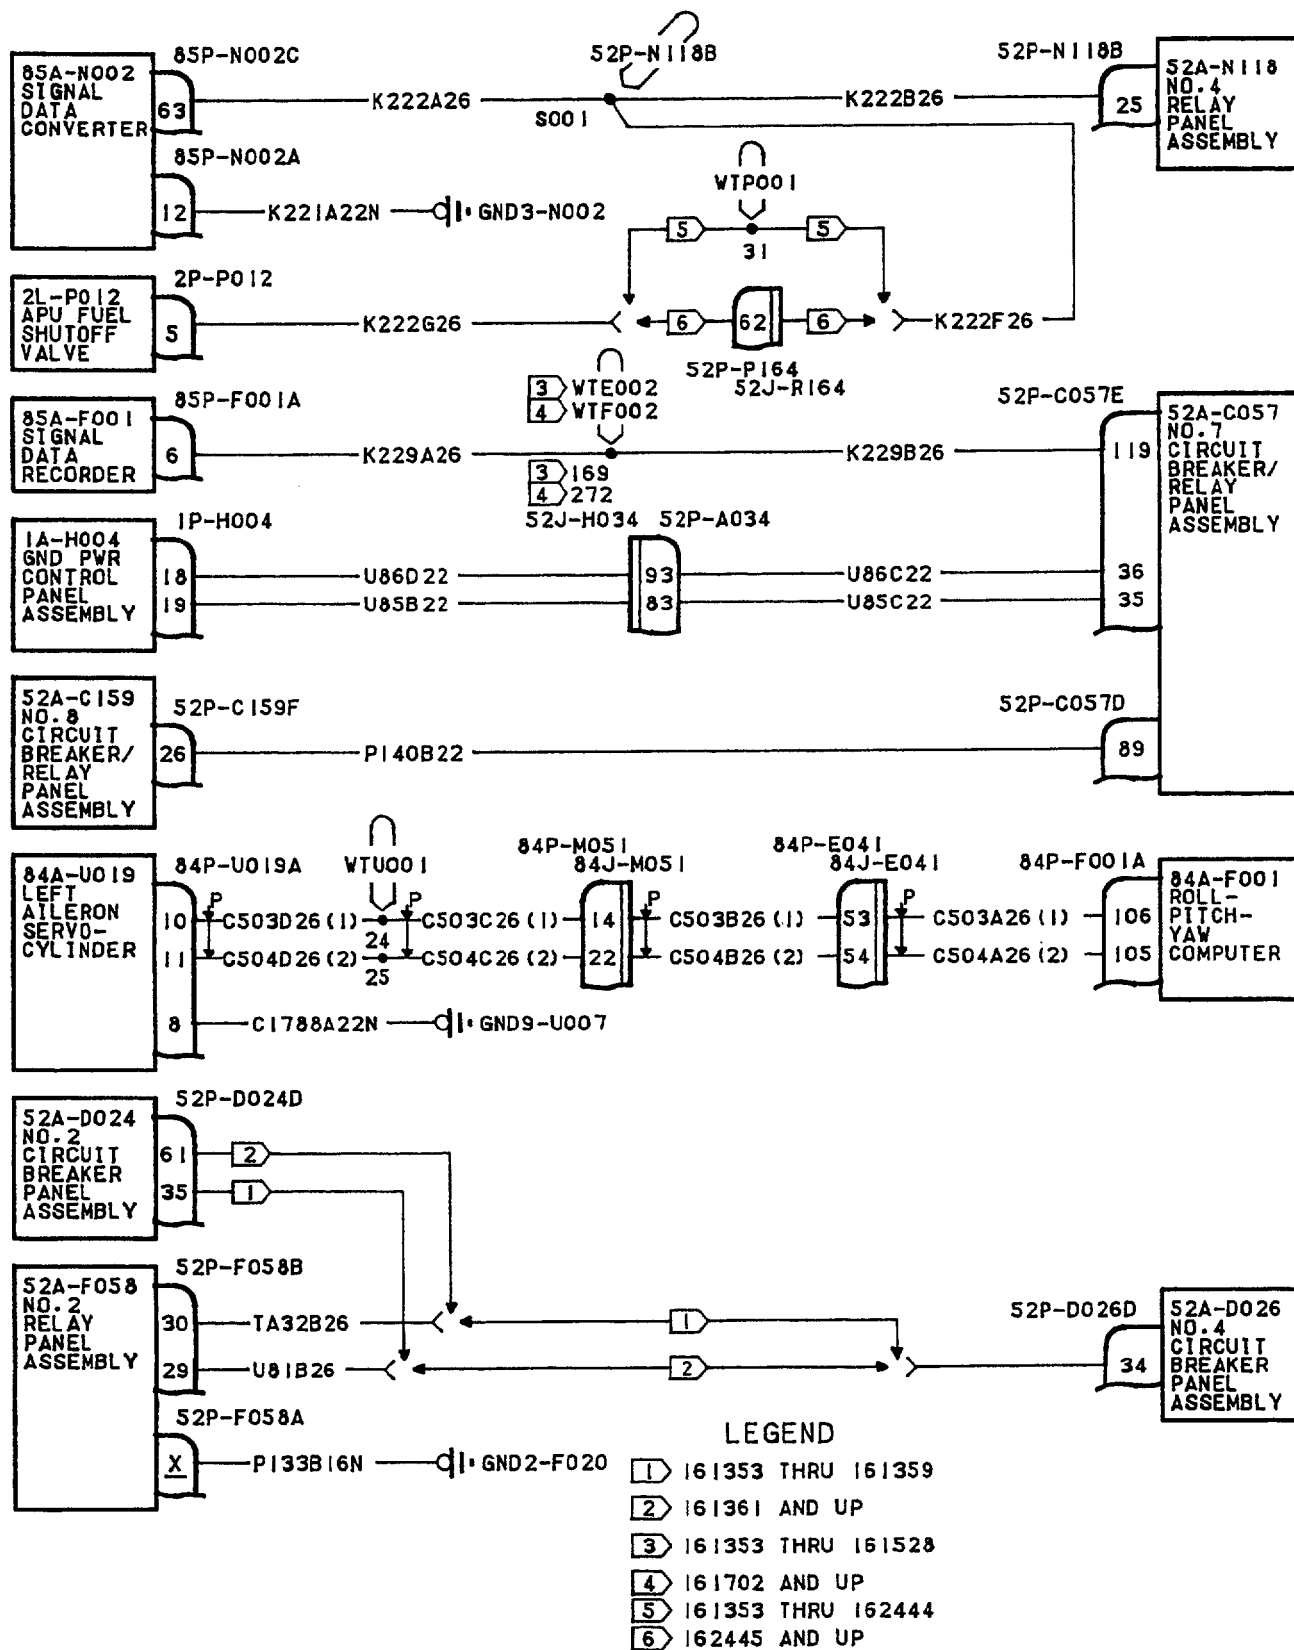 85P-N002C
52P-N118B
52P-N118B
85A-N002
SIGNAL
DATA
CONVERTER
63
K222A26
S001
K222B26
25
52A-N118
NO.4
RELAY
PANEL
ASSEMBLY
85P-N002A
12
K221A22N
GND3-N002
WTP001
5
5
31
2P-P012
2L-P012
APU FUEL
SHUTOFF
VALVE
5
K222G26
6
62
6
K222F26
52P-P164
52J-R164
85P-F001A
3 WTE002
4 WTF002
52P-C057E
85A-F001
SIGNAL
DATA
RECORDER
6
K229A26
K229B26
119
3 169
4 272
52A-C057
NO.7
CIRCUIT
BREAKER/
RELAY
PANEL
ASSEMBLY
1P-H004
52J-H034
52P-A034
1A-H004
GND PWR
CONTROL
PANEL
ASSEMBLY
18
U86D22
93
U86C22
36
19
U85B22
83
U85C22
35
52P-C159F
52P-C057D
52A-C159
NO.8
CIRCUIT
BREAKER/
RELAY
PANEL
ASSEMBLY
26
P140B22
89
84P-U019A
WTU001
84P-M051
84J-M051
84P-E041
84J-E041
84P-F001A
84A-U019
LEFT
AILERON
SERVO-
CYLINDER
P
P
P
P
10
C503D26(1)
24
C503C26(1)
14
C503B26(1)
53
C503A26(1)
106
11
C504D26(2)
25
C504C26(2)
22
C504B26(2)
54
C504A26(2)
105
84A-F001
ROLL-
PITCH-
YAW
COMPUTER
8
C1788A22N
GND9-U007
52P-D024D
52A-D024
NO.2
CIRCUIT
BREAKER
PANEL
ASSEMBLY
61
2
35
1
52P-F058B
52A-F058
NO.2
RELAY
PANEL
ASSEMBLY
30
TA32B26
1
29
U81B26
2
52P-D026D
34
52A-D026
NO.4
CIRCUIT
BREAKER
PANEL
ASSEMBLY
52P-F058A
X
P133B16N
GND2-F020
LEGEND
1 161353 THRU 161359
2 161361 AND UP
3 161353 THRU 161528
4 161702 AND UP
5 161353 THRU 162444
6 162445 AND UP